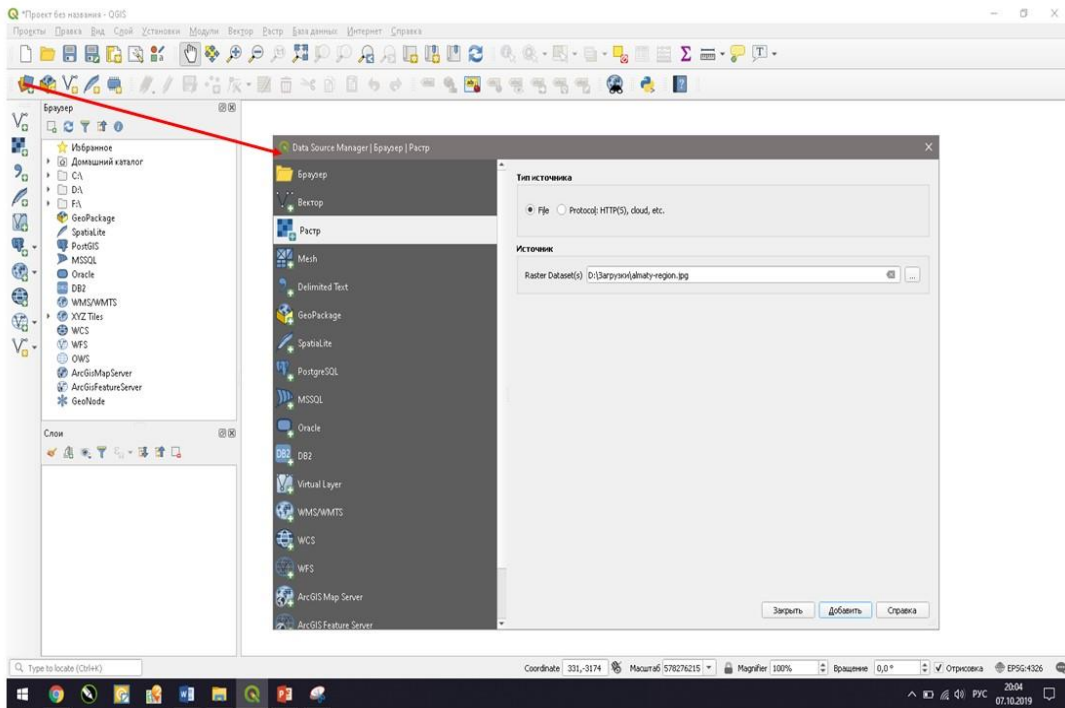 *Проект без названия - QGIS
Проекты Правка Вид Слой Установки Модули Вектор Растр База данных Интернет Справка
Браузер
Избранное
Домашний каталог
C:\
D:\
F:\
GeoPackage
SpatiaLite
PostGIS
MSSQL
Oracle
DB2
WMS/WMTS
XYZ Tiles
WCS
WFS
OWS
ArcGisMapServer
ArcGisFeatureServer
GeoNode
Слои
Data Source Manager | Браузер | Растр
Браузер
Вектор
Растр
Mesh
Delimited Text
GeoPackage
SpatiaLite
PostgreSQL
MSSQL
Oracle
DB2 DB2
Virtual Layer
WMS/WMTS
WCS
WFS
ArcGIS Map Server
ArcGIS Feature Server
Тип источника
File Protocol: HTTP(S), cloud, etc.
Источник
Raster Dataset(s) D:\Загрузки\almaty-region.jpg ...
Закрыть Добавить Справка
Type to locate (Ctrl+K) Coordinate 331,-3174 Масштаб 578276215 Magnifier 100% Вращение 0,0 ° Отрисовка EPSG:4326
РУС 20:04
07.10.2019